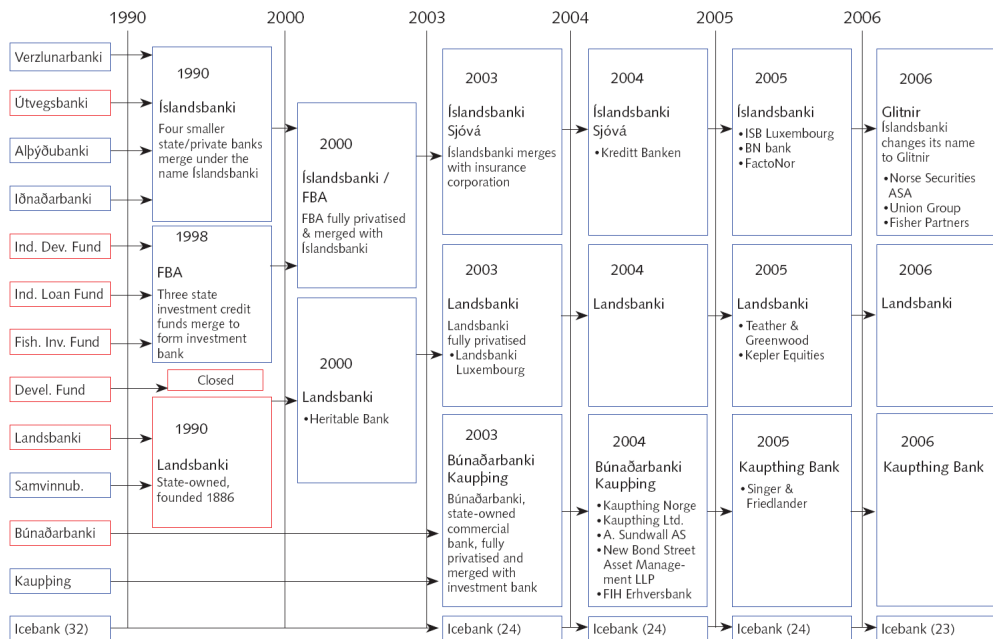 1990 2000 2003 2004 2005 2006
Verzlunarbanki
Útvegsbanki
Alþýðubanki
Iðnaðarbanki
Ind. Dev. Fund
Ind. Loan Fund
Fish. Inv. Fund
Devel. Fund
Landsbanki
Samvinnub.
Búnaðarbanki
Kaupþing
Icebank (32)
1990
Íslandsbanki
Four smaller
state/private banks
merge under the
name Íslandsbanki
1998
FBA
Three state
investment credit
funds merge to
form investment
bank
Closed
1990
Landsbanki
State-owned,
founded 1886
2000
Íslandsbanki /
FBA
FBA fully privatised
& merged with
Íslandsbanki
2000
Landsbanki
•Heritable Bank
2003
Íslandsbanki
Sjóvá
Íslandsbanki merges
with insurance
corporation
2003
Landsbanki
Landsbanki
fully privatised
•Landsbanki
Luxembourg
2003
Búnaðarbanki
Kaupþing
Búnaðarbanki,
state-owned
commercial
bank, fully
privatised and
merged with
investment bank
Icebank (24)
2004
Íslandsbanki
Sjóvá
•Kreditt Banken
2004
Landsbanki
2004
Búnaðarbanki
Kaupþing
•Kaupthing Norge
•Kaupthing Ltd.
•A. Sundwall AS
•New Bond Street
Asset Manage-
ment LLP
•FIH Erhversbank
Icebank (24)
2005
Íslandsbanki
•ISB Luxembourg
•BN bank
•FactoNor
2005
Landsbanki
•Teather &
Greenwood
•Kepler Equities
2005
Kaupthing Bank
•Singer &
Friedlander
Icebank (24)
2006
Glitnir
Íslandsbanki
changes its name
to Glitnir
•Norse Securities
ASA
•Union Group
•Fisher Partners
2006
Landsbanki
2006
Kaupthing Bank
Icebank (23)